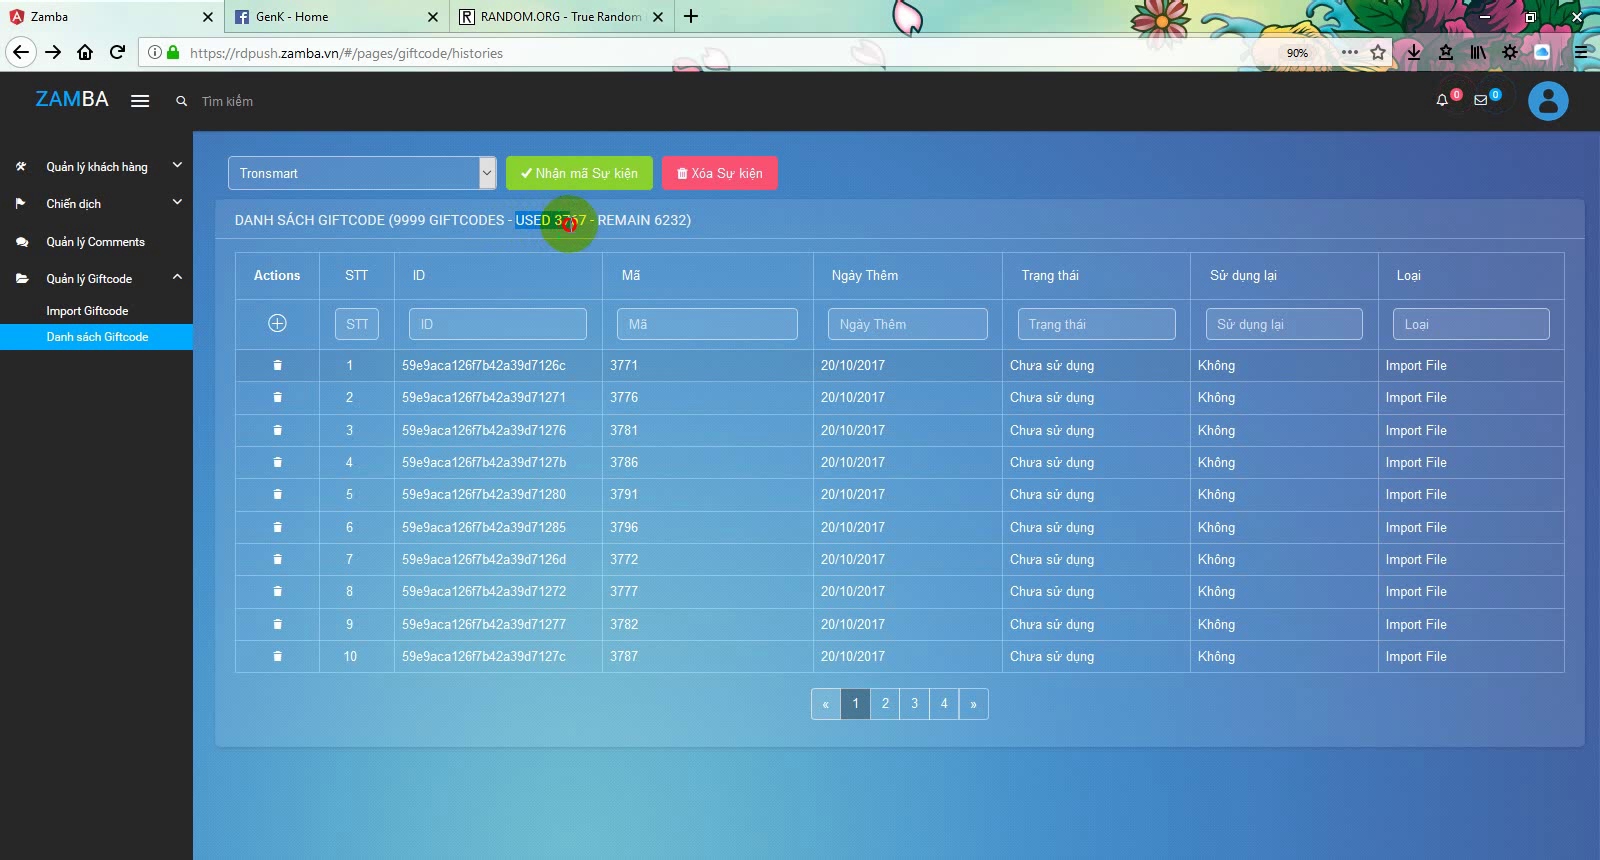 Zamba
GenK - Home
RANDOM.ORG - True Random
https://rdpush.zamba.vn/#/pages/giftcode/histories
90%
ZAMBA
Tìm kiếm
0
0
Quản lý khách hàng
Chiến dịch
Quản lý Comments
Quản lý Giftcode
Import Giftcode
Danh sách Giftcode
Tronsmart
Nhận mã Sự kiện
Xóa Sự kiện
DANH SÁCH GIFTCODE (9999 GIFTCODES - USED 3767 - REMAIN 6232)
Actions STT ID Mã Ngày Thêm Trạng thái Sử dụng lại Loại
STT ID Mã Ngày Thêm Trạng thái Sử dụng lại Loại
1 59e9aca126f7b42a39d7126c 3771 20/10/2017 Chưa sử dụng Không Import File
2 59e9aca126f7b42a39d71271 3776 20/10/2017 Chưa sử dụng Không Import File
3 59e9aca126f7b42a39d71276 3781 20/10/2017 Chưa sử dụng Không Import File
4 59e9aca126f7b42a39d7127b 3786 20/10/2017 Chưa sử dụng Không Import File
5 59e9aca126f7b42a39d71280 3791 20/10/2017 Chưa sử dụng Không Import File
6 59e9aca126f7b42a39d71285 3796 20/10/2017 Chưa sử dụng Không Import File
7 59e9aca126f7b42a39d7126d 3772 20/10/2017 Chưa sử dụng Không Import File
8 59e9aca126f7b42a39d71272 3777 20/10/2017 Chưa sử dụng Không Import File
9 59e9aca126f7b42a39d71277 3782 20/10/2017 Chưa sử dụng Không Import File
10 59e9aca126f7b42a39d7127c 3787 20/10/2017 Chưa sử dụng Không Import File
« 1 2 3 4 »